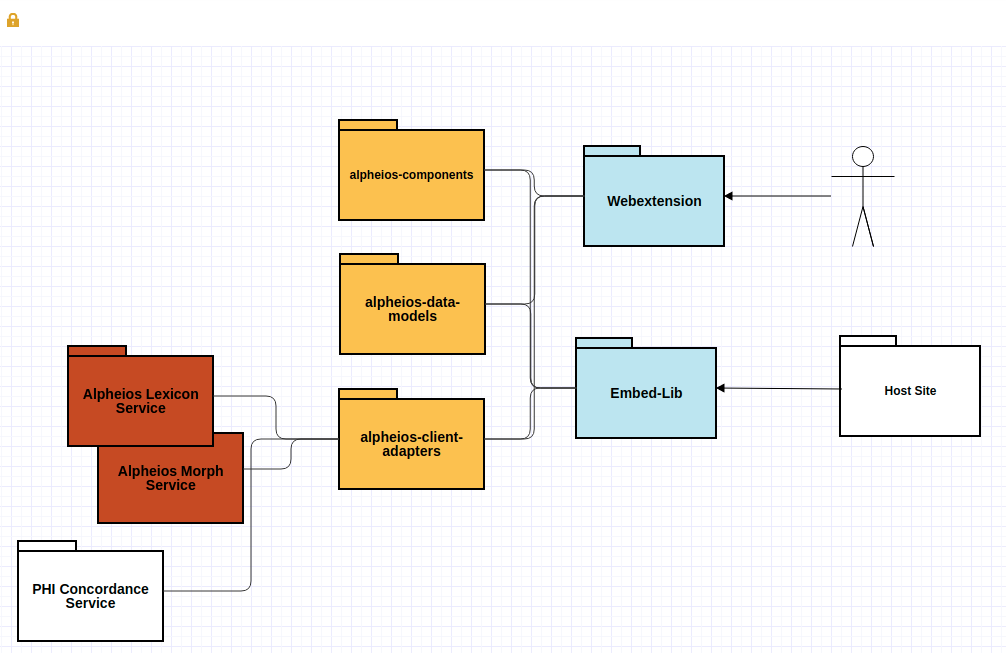 alpheios-components
Webextension
alpheios-data-
models
Alpheios Lexicon
Service
Embed-Lib
Host Site
alpheios-client-
adapters
Alpheios Morph
Service
PHI Concordance
Service